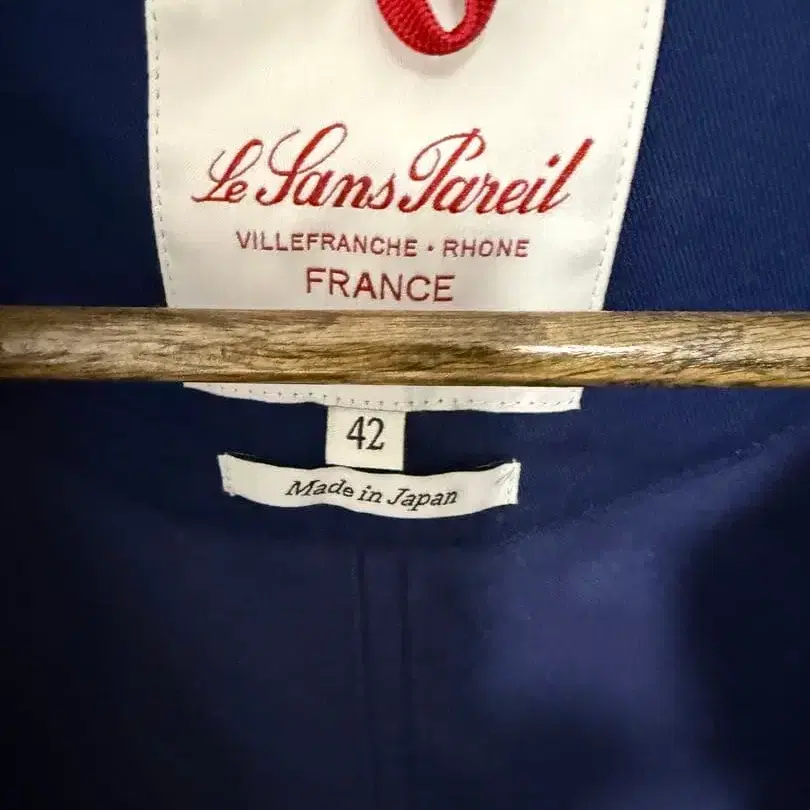 Le Sans Pareil
VILLEFRANCHE · RHONE
FRANCE
42
Made in Japan